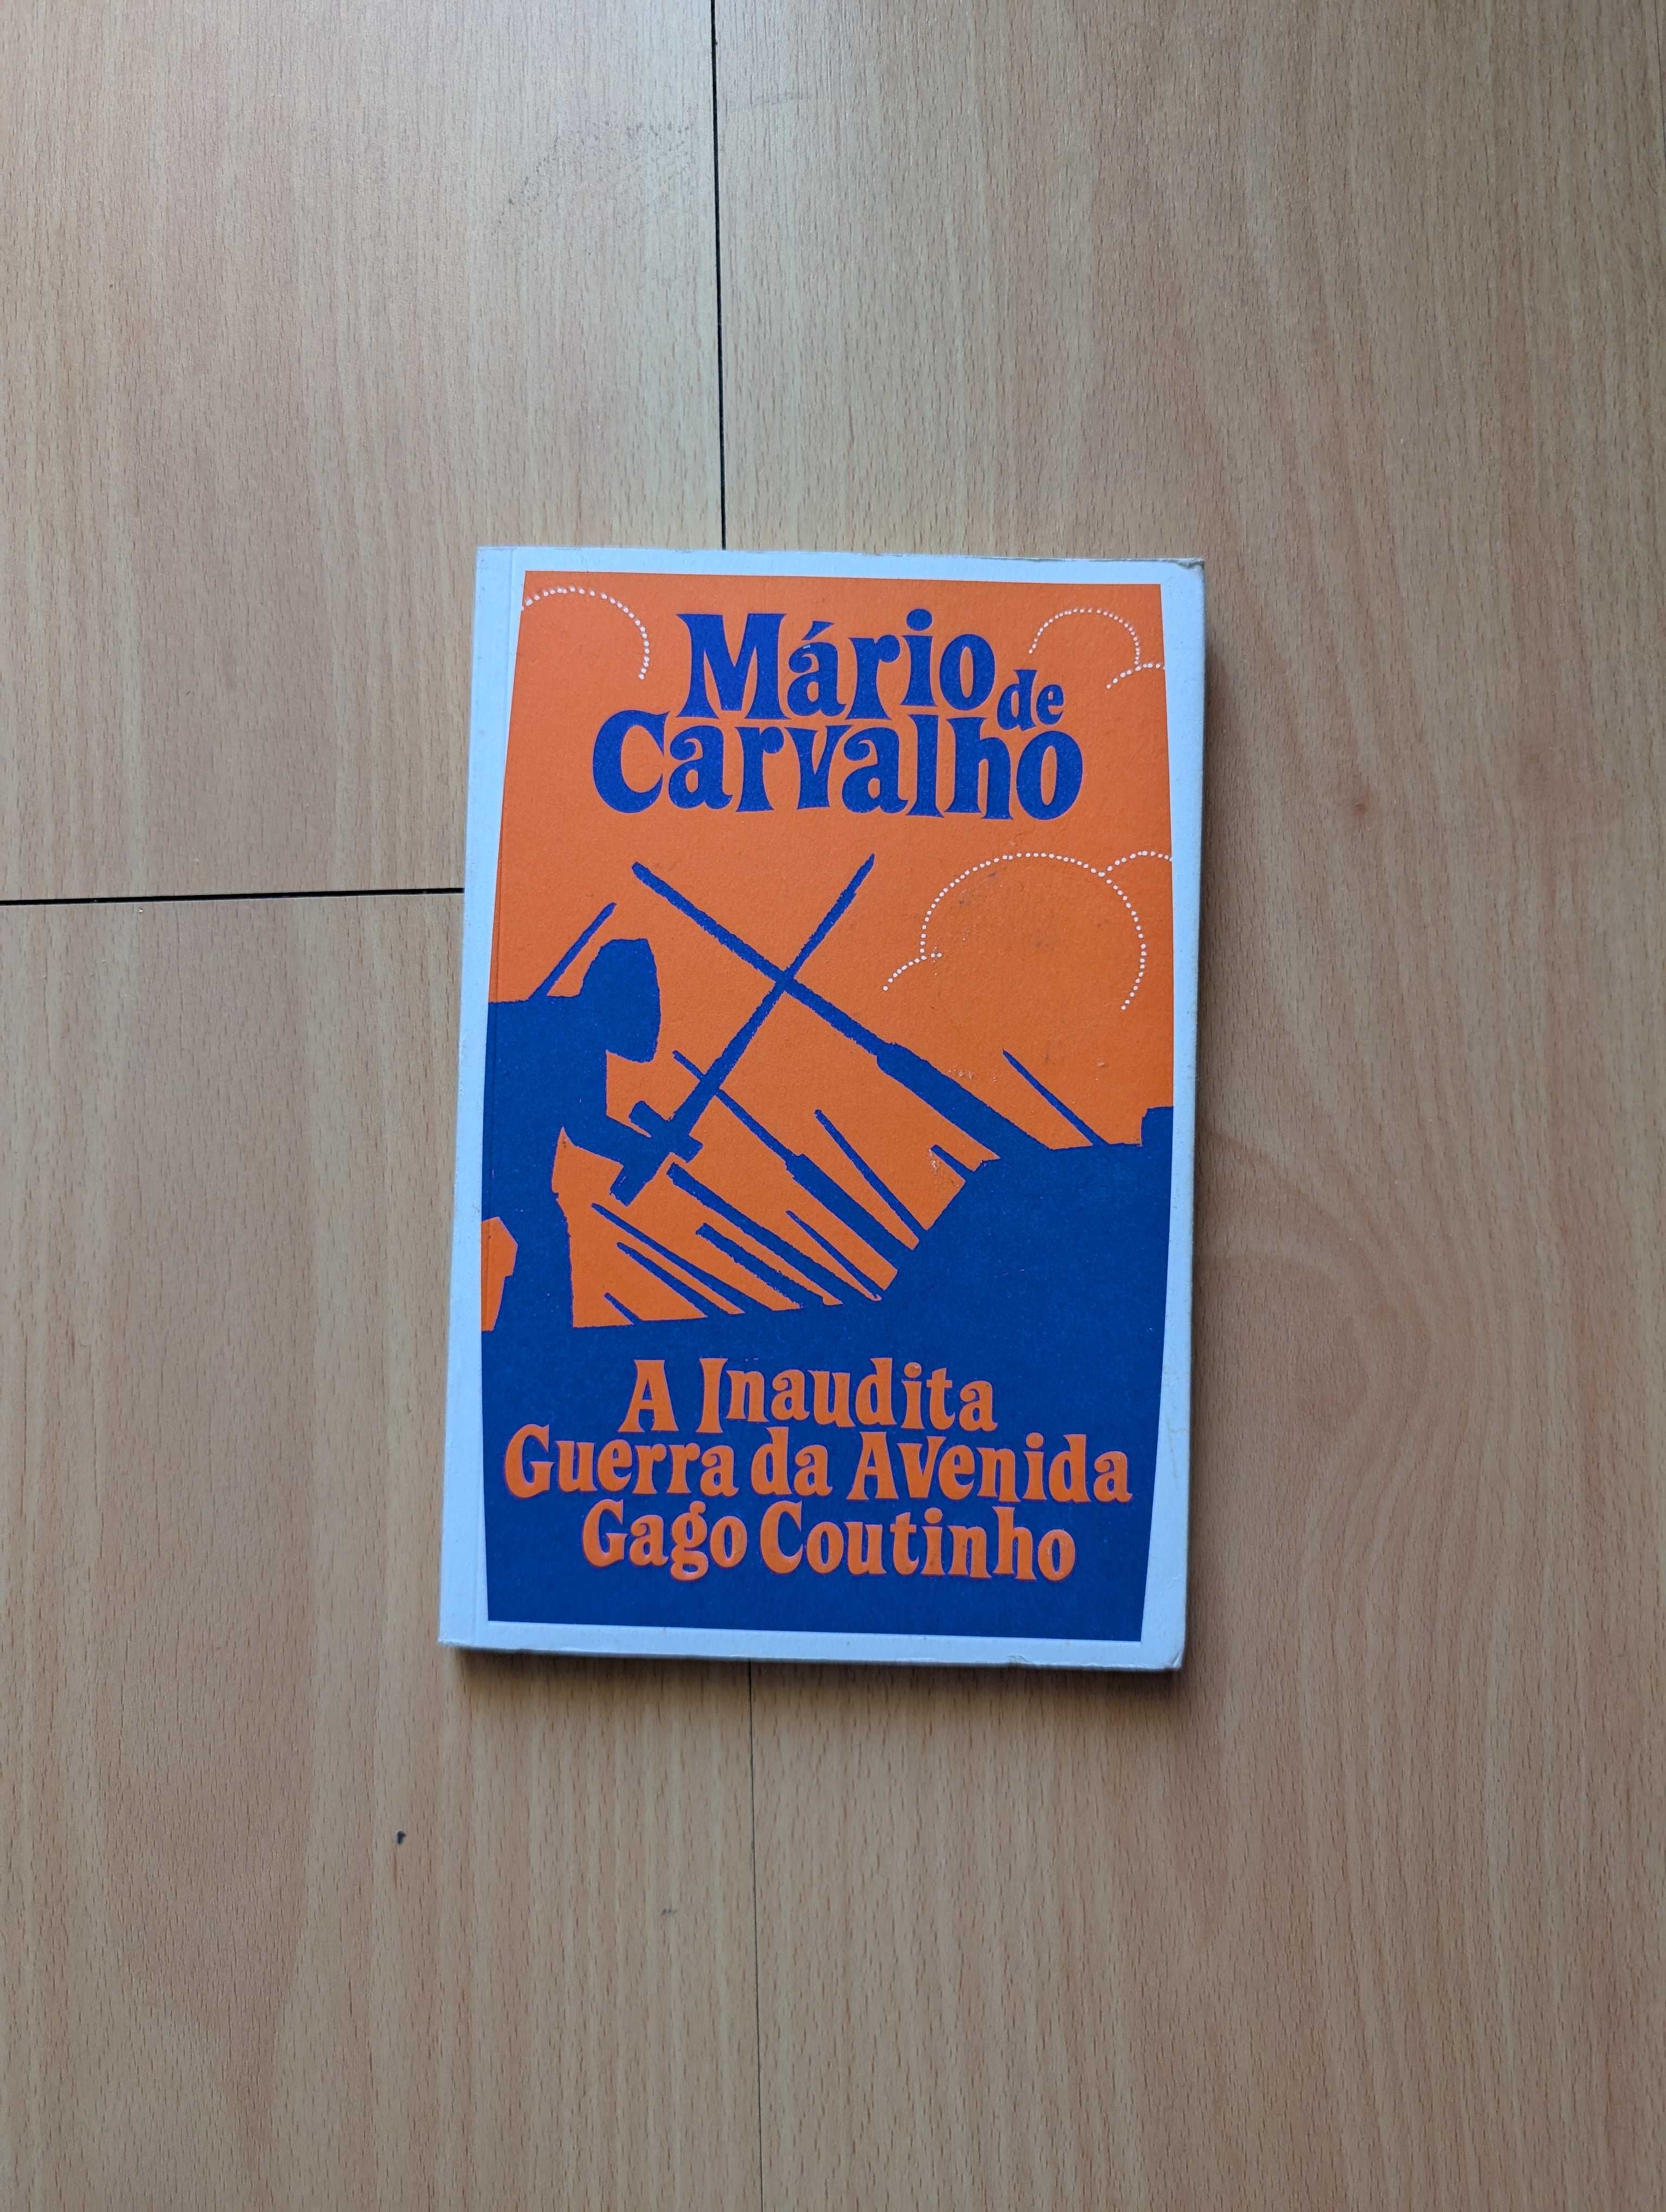 Mário de
Carvalho
A Inaudita
Guerra da Avenida
Gago Coutinho